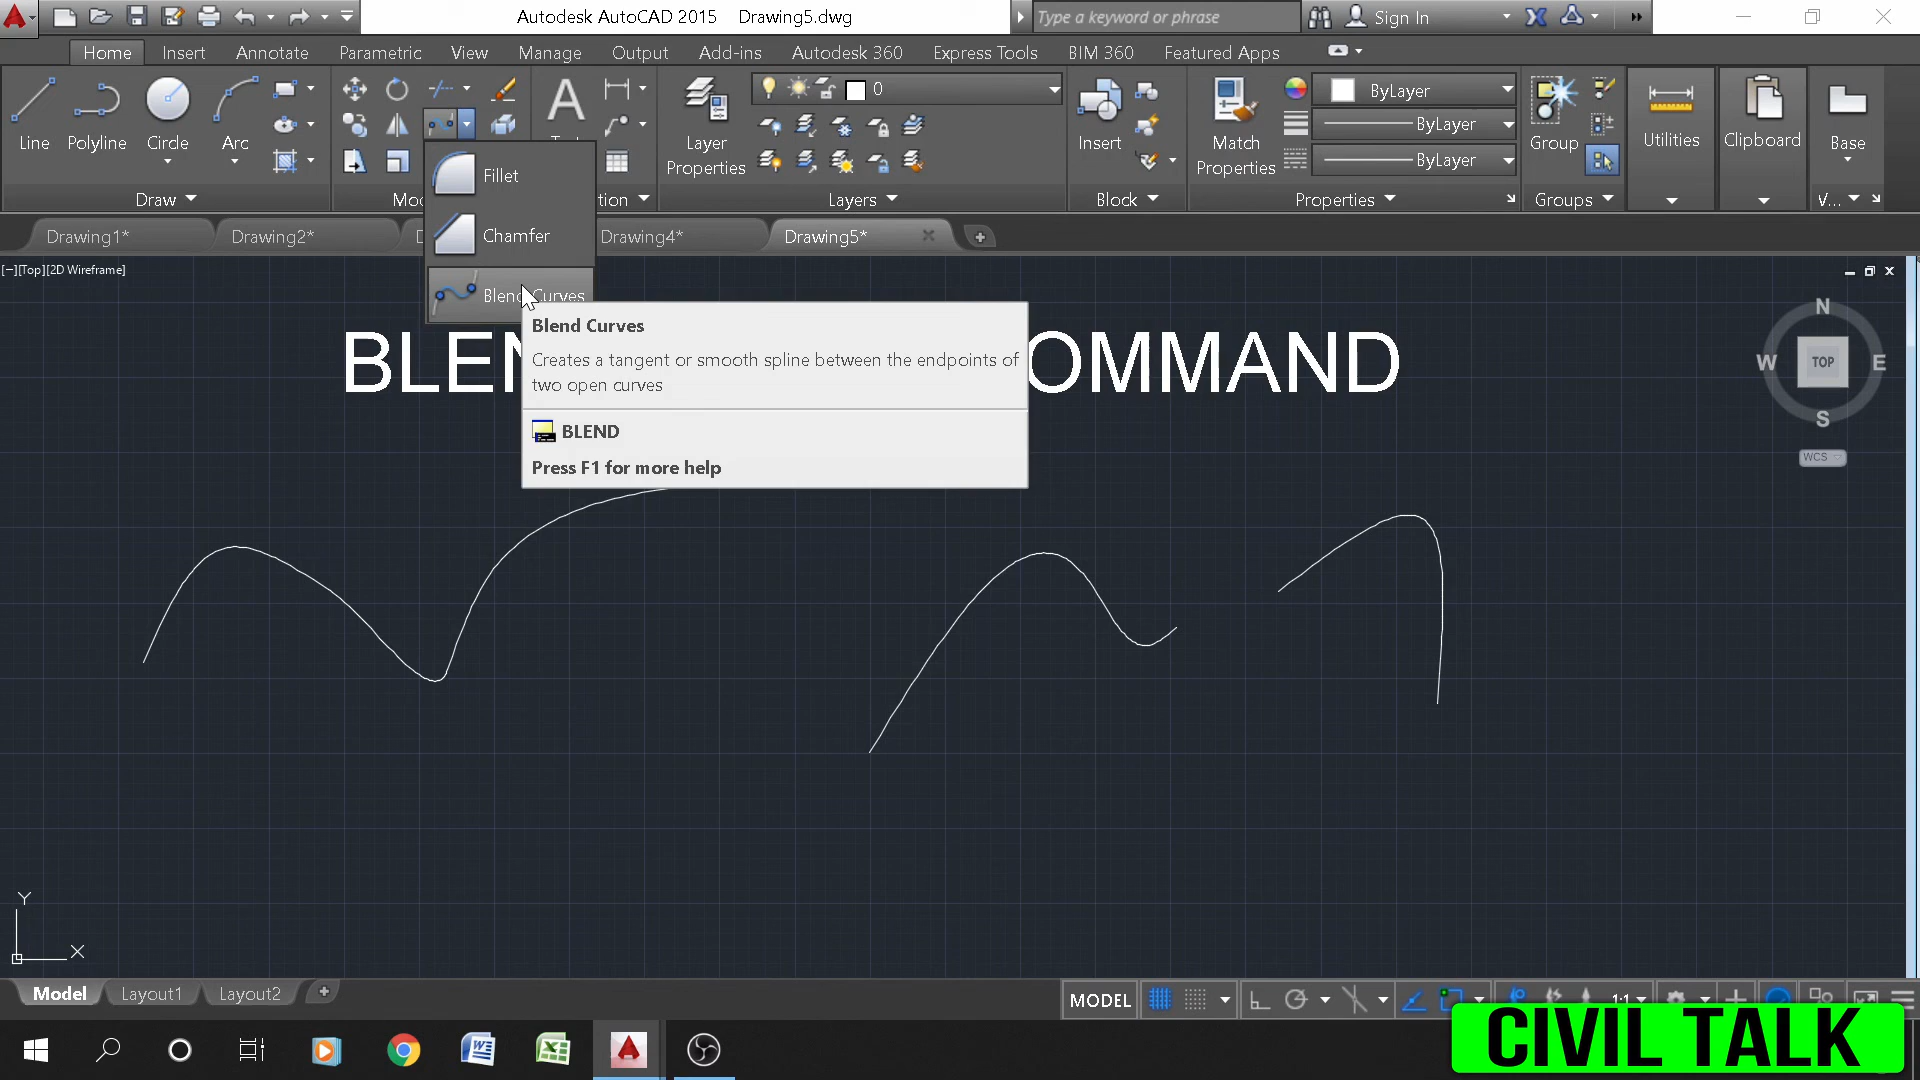 Autodesk AutoCAD 2015 Drawing5.dwg
Type a keyword or phrase
Sign In
Home Insert Annotate Parametric View Manage Output Add-ins Autodesk 360 Express Tools BIM 360 Featured Apps
0
ByLayer
ByLayer
ByLayer
Line Polyline Circle Arc
Layer
Properties
Insert
Match
Properties
Group
Utilities
Clipboard
Base
Draw
Layers
Block
Properties
Groups
V...
Fillet
Chamfer
Blend Curves
Drawing1* Drawing2* Drawing4* Drawing5*
[–][Top][2D Wireframe]
Blend Curves
Creates a tangent or smooth spline between the endpoints of
two open curves
BLEND
Press F1 for more help
N
W TOP E
S
WCS
Y
X
Model Layout1 Layout2
MODEL
1:1
CIVIL TALK